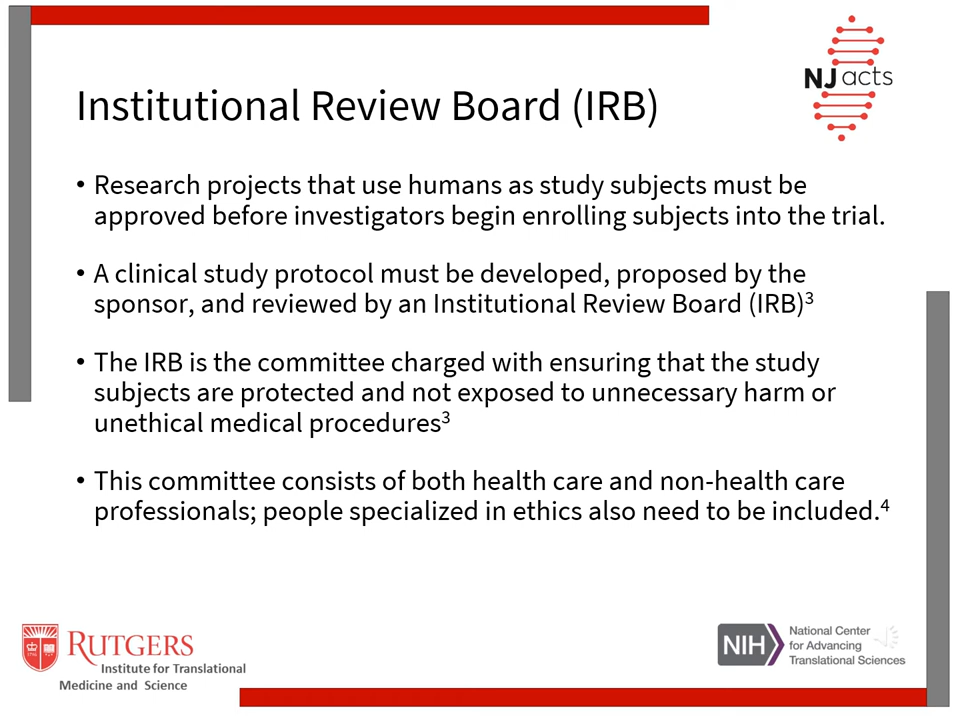 NJ acts
Institutional Review Board (IRB)
• Research projects that use humans as study subjects must be
approved before investigators begin enrolling subjects into the trial.
• A clinical study protocol must be developed, proposed by the
sponsor, and reviewed by an Institutional Review Board (IRB)³
• The IRB is the committee charged with ensuring that the study
subjects are protected and not exposed to unnecessary harm or
unethical medical procedures³
• This committee consists of both health care and non-health care
professionals; people specialized in ethics also need to be included.⁴
RUTGERS
Institute for Translational
Medicine and Science
NIH
National Center
for Advancing
Translational Sciences